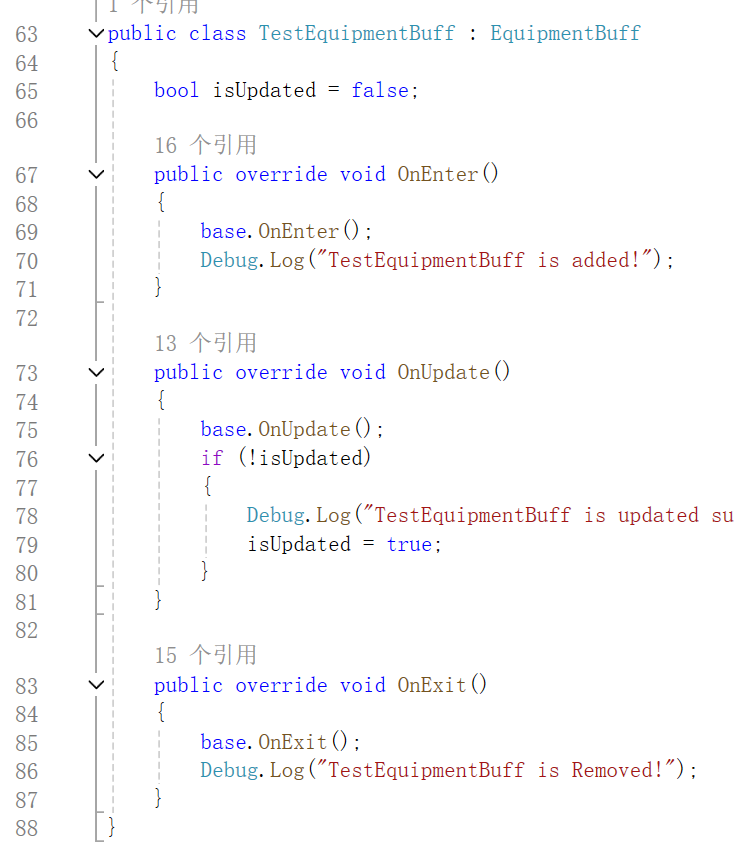 1 个引用
63 public class TestEquipmentBuff : EquipmentBuff
64 {
65 bool isUpdated = false;
66
16 个引用
67 public override void OnEnter()
68 {
69 base.OnEnter();
70 Debug.Log("TestEquipmentBuff is added!");
71 }
72
13 个引用
73 public override void OnUpdate()
74 {
75 base.OnUpdate();
76 if (!isUpdated)
77 {
78 Debug.Log("TestEquipmentBuff is updated su
79 isUpdated = true;
80 }
81 }
82
15 个引用
83 public override void OnExit()
84 {
85 base.OnExit();
86 Debug.Log("TestEquipmentBuff is Removed!");
87 }
88 }